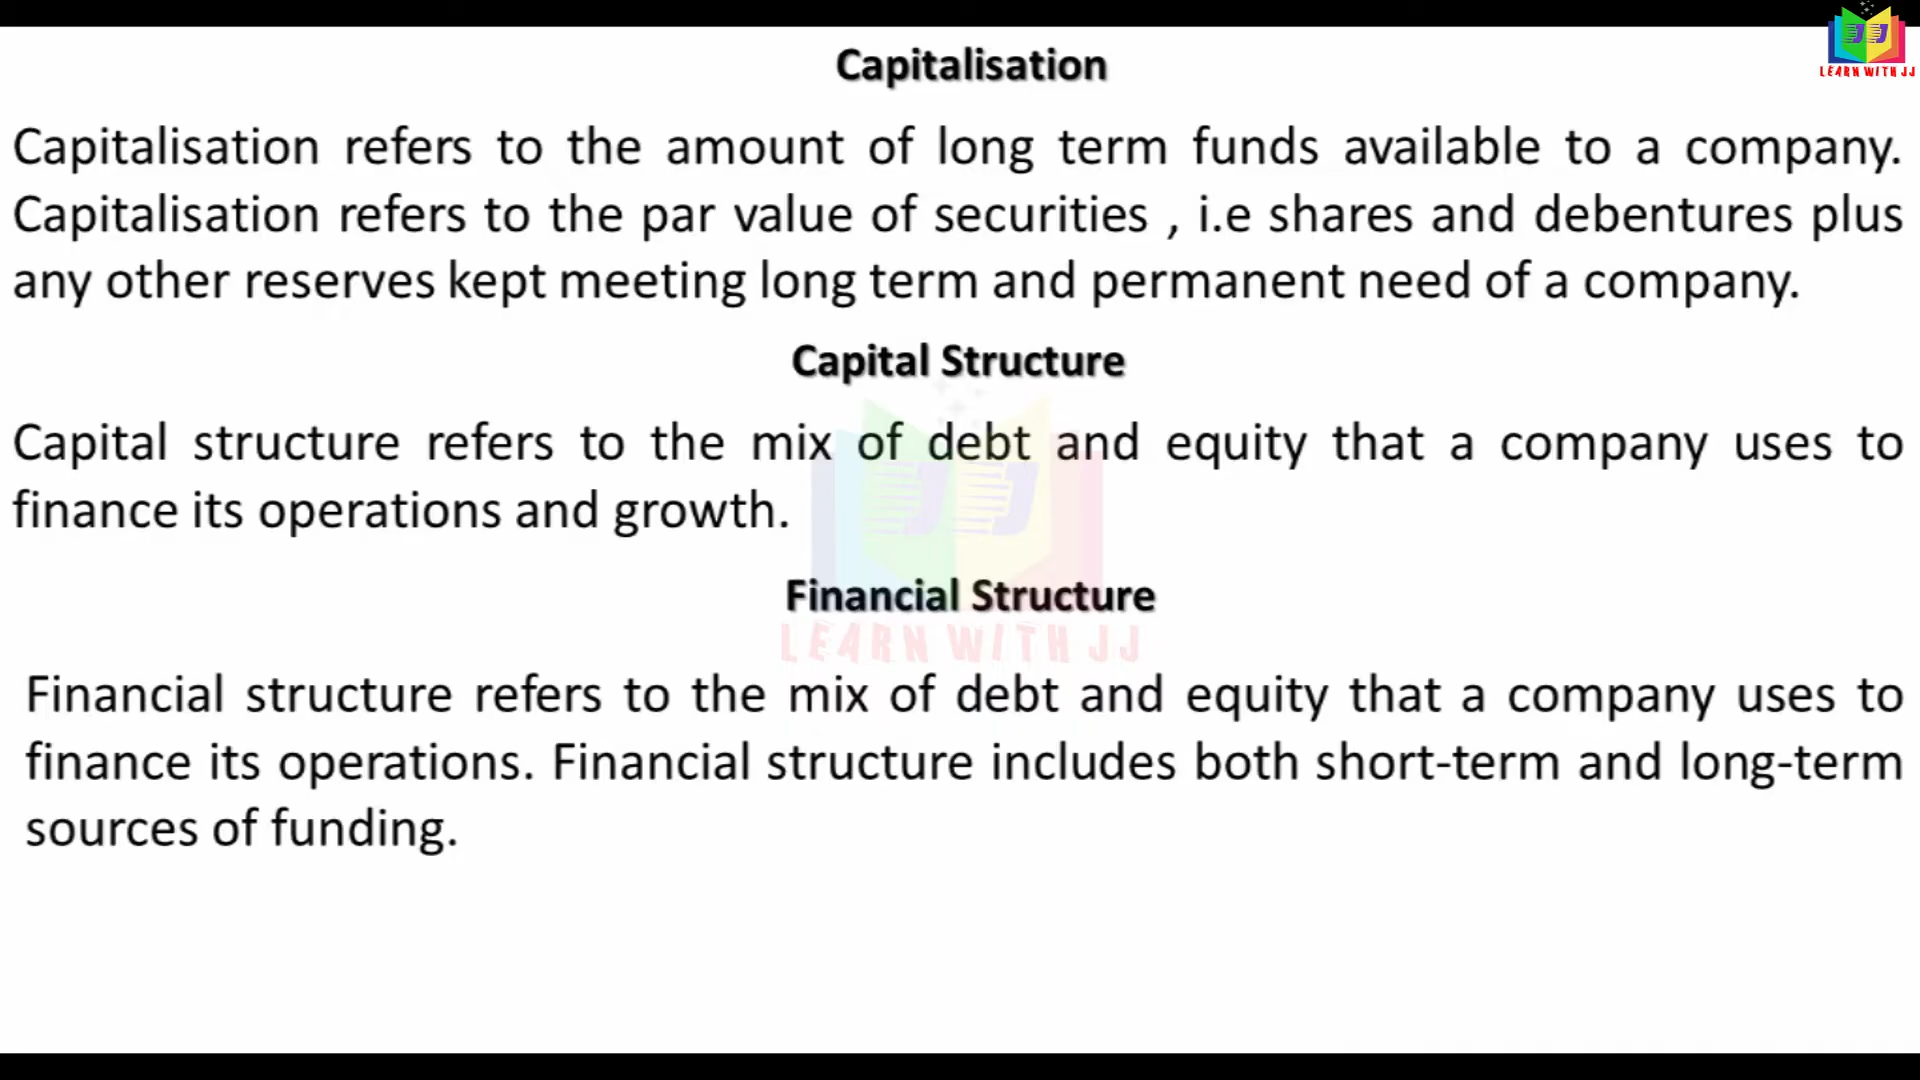 LEARN WITH JJ
Capitalisation
Capitalisation refers to the amount of long term funds available to a company.
Capitalisation refers to the par value of securities , i.e shares and debentures plus
any other reserves kept meeting long term and permanent need of a company.
Capital Structure
Capital structure refers to the mix of debt and equity that a company uses to
finance its operations and growth.
Financial Structure
LEARN WITH JJ
Financial structure refers to the mix of debt and equity that a company uses to
finance its operations. Financial structure includes both short-term and long-term
sources of funding.